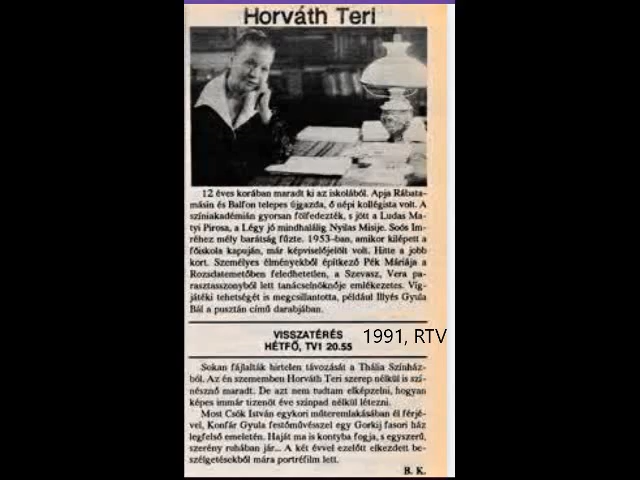 Horváth Teri
12 éves korában maradt ki az iskolából. Apja Rábata-
másin és Balfon telepes újgazda, ő népi kollégista volt. A
színiakadémián gyorsan fölfedezték, s jött a Ludas Ma-
tyi Pirosa, a Légy jó mindhalálig Nyilas Misije. Soós Im-
réhez mély barátság fűzte. 1953-ban, amikor kilépett a
főiskola kapuján, már képviselőjelölt volt. Hitte a jobb
kort. Személyes élményekből építkező Pék Máriája a
Rozsdatemetőben feledhetetlen, a Szevasz, Vera pa-
rasztasszonyból lett tanácselnöknője emlékezetes. Víg-
játéki tehetségét is megcsillantotta, például Illyés Gyula
Bál a pusztán című darabjában.
VISSZATÉRÉS
HÉTFŐ, TV1 20.55
1991, RTV
Sokan fájlalták hirtelen távozását a Thália Színház-
ból. Az én szememben Horváth Teri szerep nélkül is szí-
nésznő maradt. De azt nem tudtam elképzelni, hogyan
képes immár tizenöt éve színpad nélkül létezni.
Most Csók István egykori műteremlakásában él férjé-
vel, Konfár Gyula festőművésszel egy Gorkij fasori ház
legfelső emeletén. Haját ma is kontyba fogja, s egyszerű,
szerény ruhában jár... A két évvel ezelőtt elkezdett be-
szélgetésekből mára portréfilm lett.
B. K.